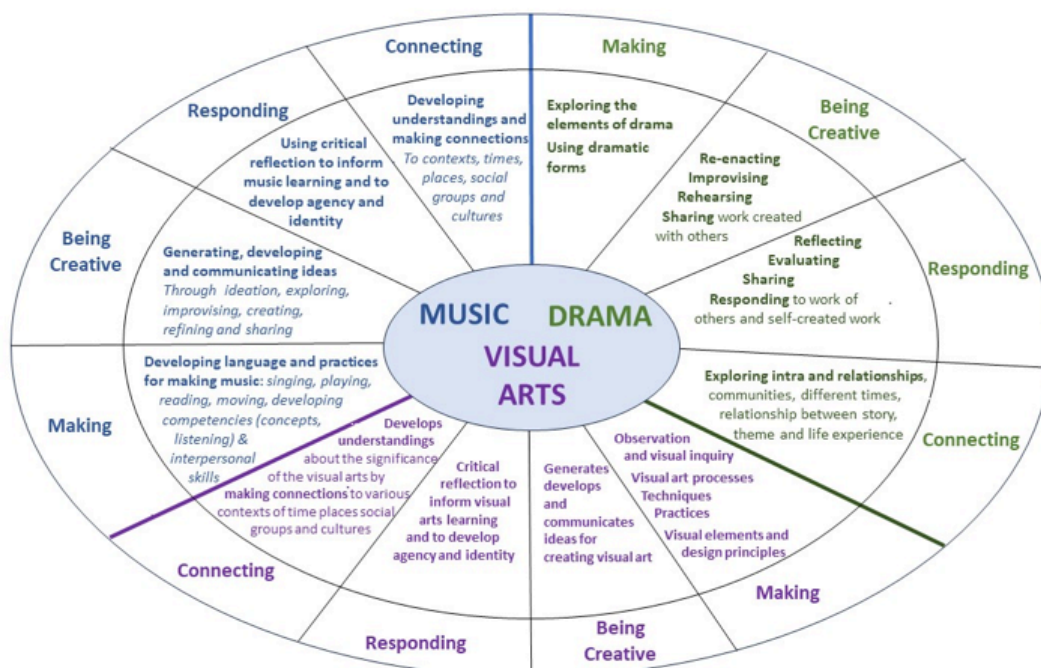 Connecting
Developing
understandings and
making connections
To contexts, times,
places, social
groups and
cultures
Making
Exploring the
elements of drama
Using dramatic
forms
Being
Creative
Re-enacting
Improvising
Rehearsing
Sharing work created
with others
Responding
Reflecting
Evaluating
Sharing
Responding to work of
others and self-created work
Connecting
Exploring intra and relationships,
communities, different times,
relationship between story,
theme and life experience
Making
Observation
and visual inquiry
Visual art processes
Techniques
Practices
Visual elements and
design principles
Being
Creative
Generates
develops and
communicates
ideas for
creating visual art
Responding
Critical
reflection to
inform visual
arts learning
and to develop
agency and identity
Connecting
Develops
understandings
about the significance
of the visual arts by
making connections to various
contexts of time places social
groups and cultures
Making
Developing language and practices
for making music: singing, playing,
reading, moving, developing
competencies (concepts,
listening) &
interpersonal
skills
Being
Creative
Generating, developing
and communicating ideas
Through ideation, exploring,
improvising, creating,
refining and sharing
Responding
Using critical
reflection to inform
music learning and to
develop agency and
identity
MUSIC DRAMA
VISUAL
ARTS